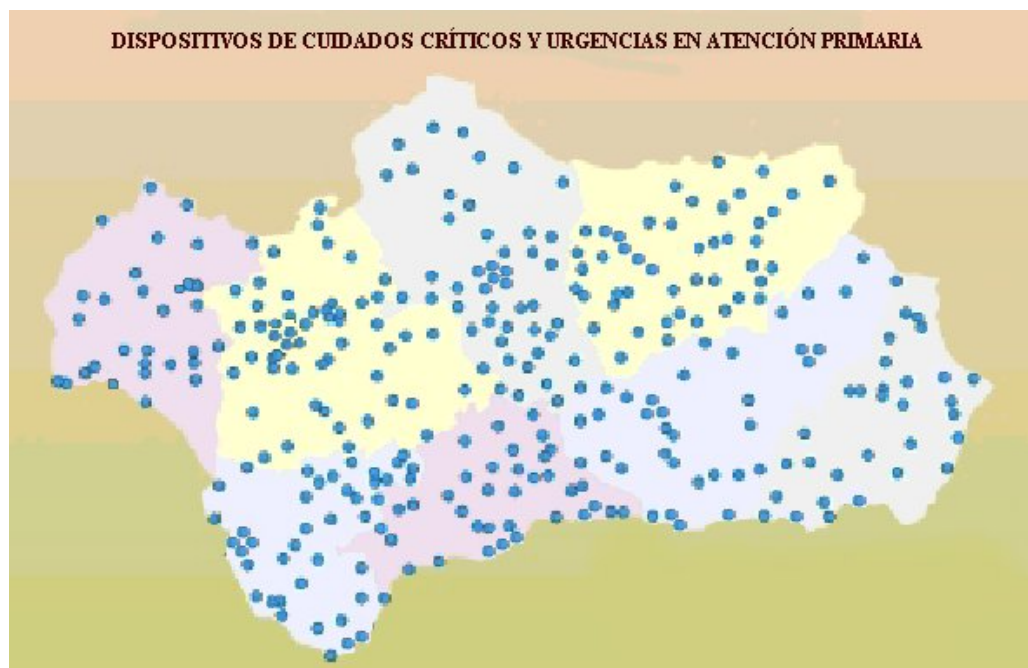 DISPOSITIVOS DE CUIDADOS CRÍTICOS Y URGENCIAS EN ATENCIÓN PRIMARIA